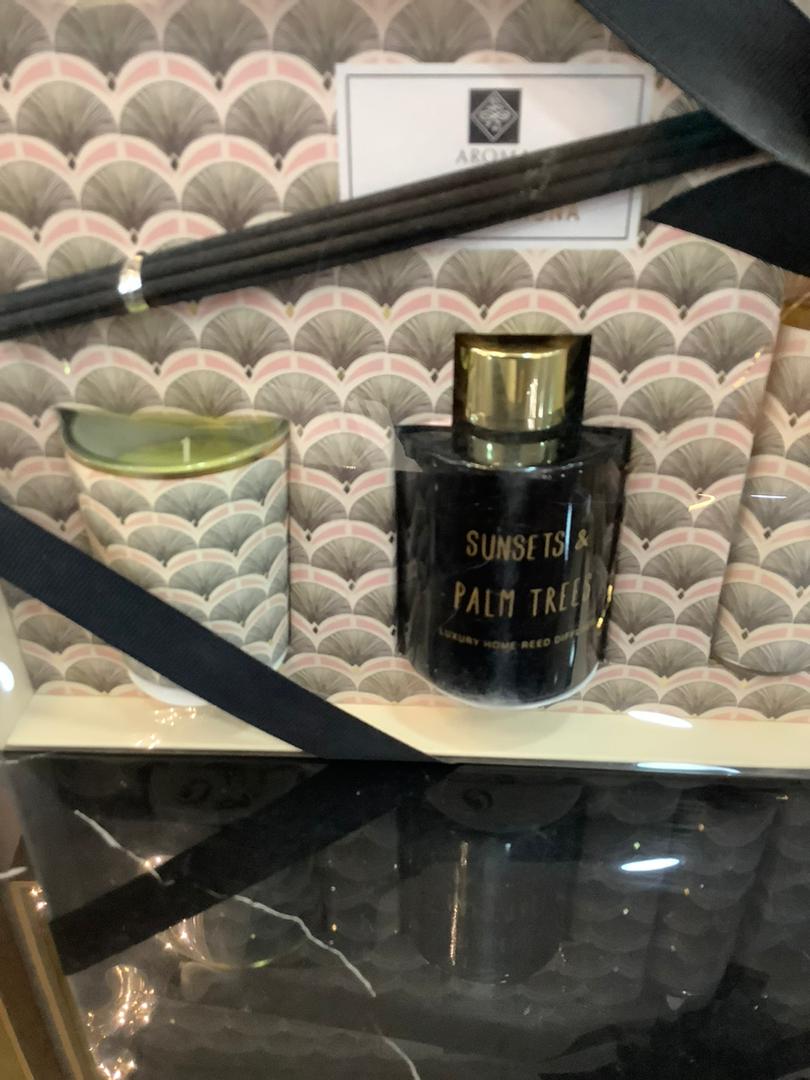 SUNSETS &
PALM TREES
LUXURY HOME REED DIFFUSER